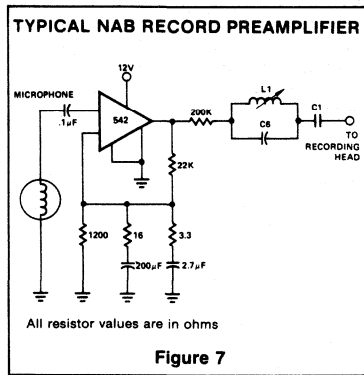 TYPICAL NAB RECORD PREAMPLIFIER
12V
MICROPHONE
.1µF
542
200K
L1
C6
C1
TO
RECORDING
HEAD
22K
1200
16
3.3
200µF
2.7µF
All resistor values are in ohms
Figure 7